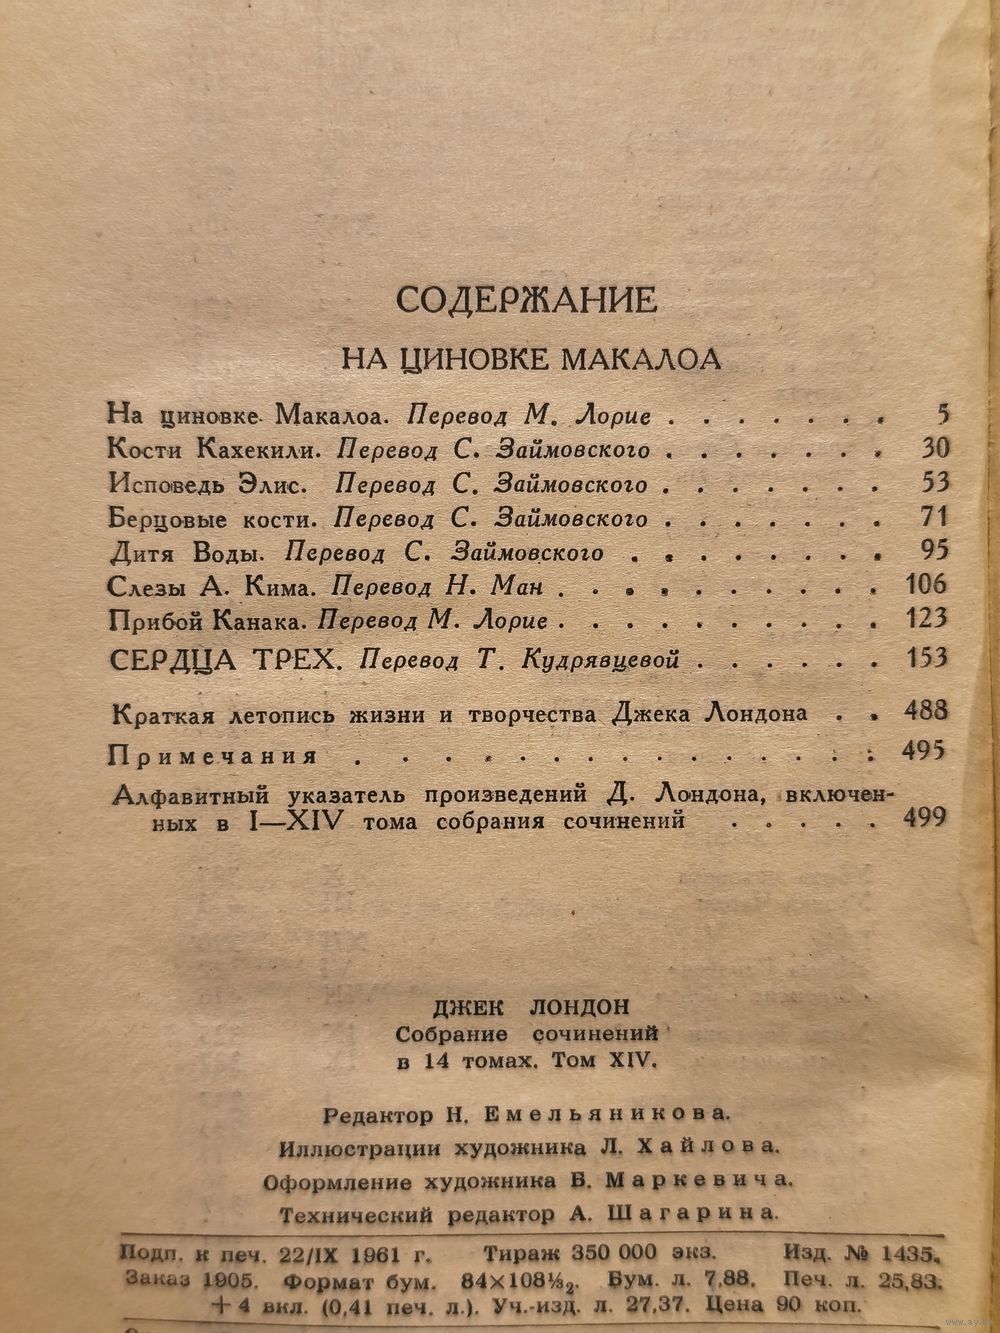 СОДЕРЖАНИЕ
НА ЦИНОВКЕ МАКАЛОА
На циновке Макалоа. Перевод М. Лорие . . . . . . . 5
Кости Кахекили. Перевод С. Займовского . . . . . . . 30
Исповедь Элис. Перевод С. Займовского . . . . . . . 53
Берцовые кости. Перевод С. Займовского . . . . . . . 71
Дитя Воды. Перевод С. Займовского . . . . . . . . 95
Слезы А. Кима. Перевод Н. Ман . . . . . . . . . . 106
Прибой Канака. Перевод М. Лорие . . . . . . . . . . 123
СЕРДЦА ТРЕХ. Перевод Т. Кудрявцевой . . . . . . 153
Краткая летопись жизни и творчества Джека Лондона . . 488
Примечания . . . . . . . . . . . . . 495
Алфавитный указатель произведений Д. Лондона, включен-
ных в I—XIV тома собрания сочинений . . . . . 499
ДЖЕК ЛОНДОН
Собрание сочинений
в 14 томах. Том XIV.
Редактор Н. Емельяникова.
Иллюстрации художника Л. Хайлова.
Оформление художника Б. Маркевича.
Технический редактор А. Шагарина.
Подп. к печ. 22/IX 1961 г. Тираж 350 000 экз. Изд. № 1435.
Заказ 1905. Формат бум. 84×108¹⁄₃₂. Бум. л. 7,88. Печ. л. 25,83.
+ 4 вкл. (0,41 печ. л.). Уч.-изд. л. 27,37. Цена 90 коп.